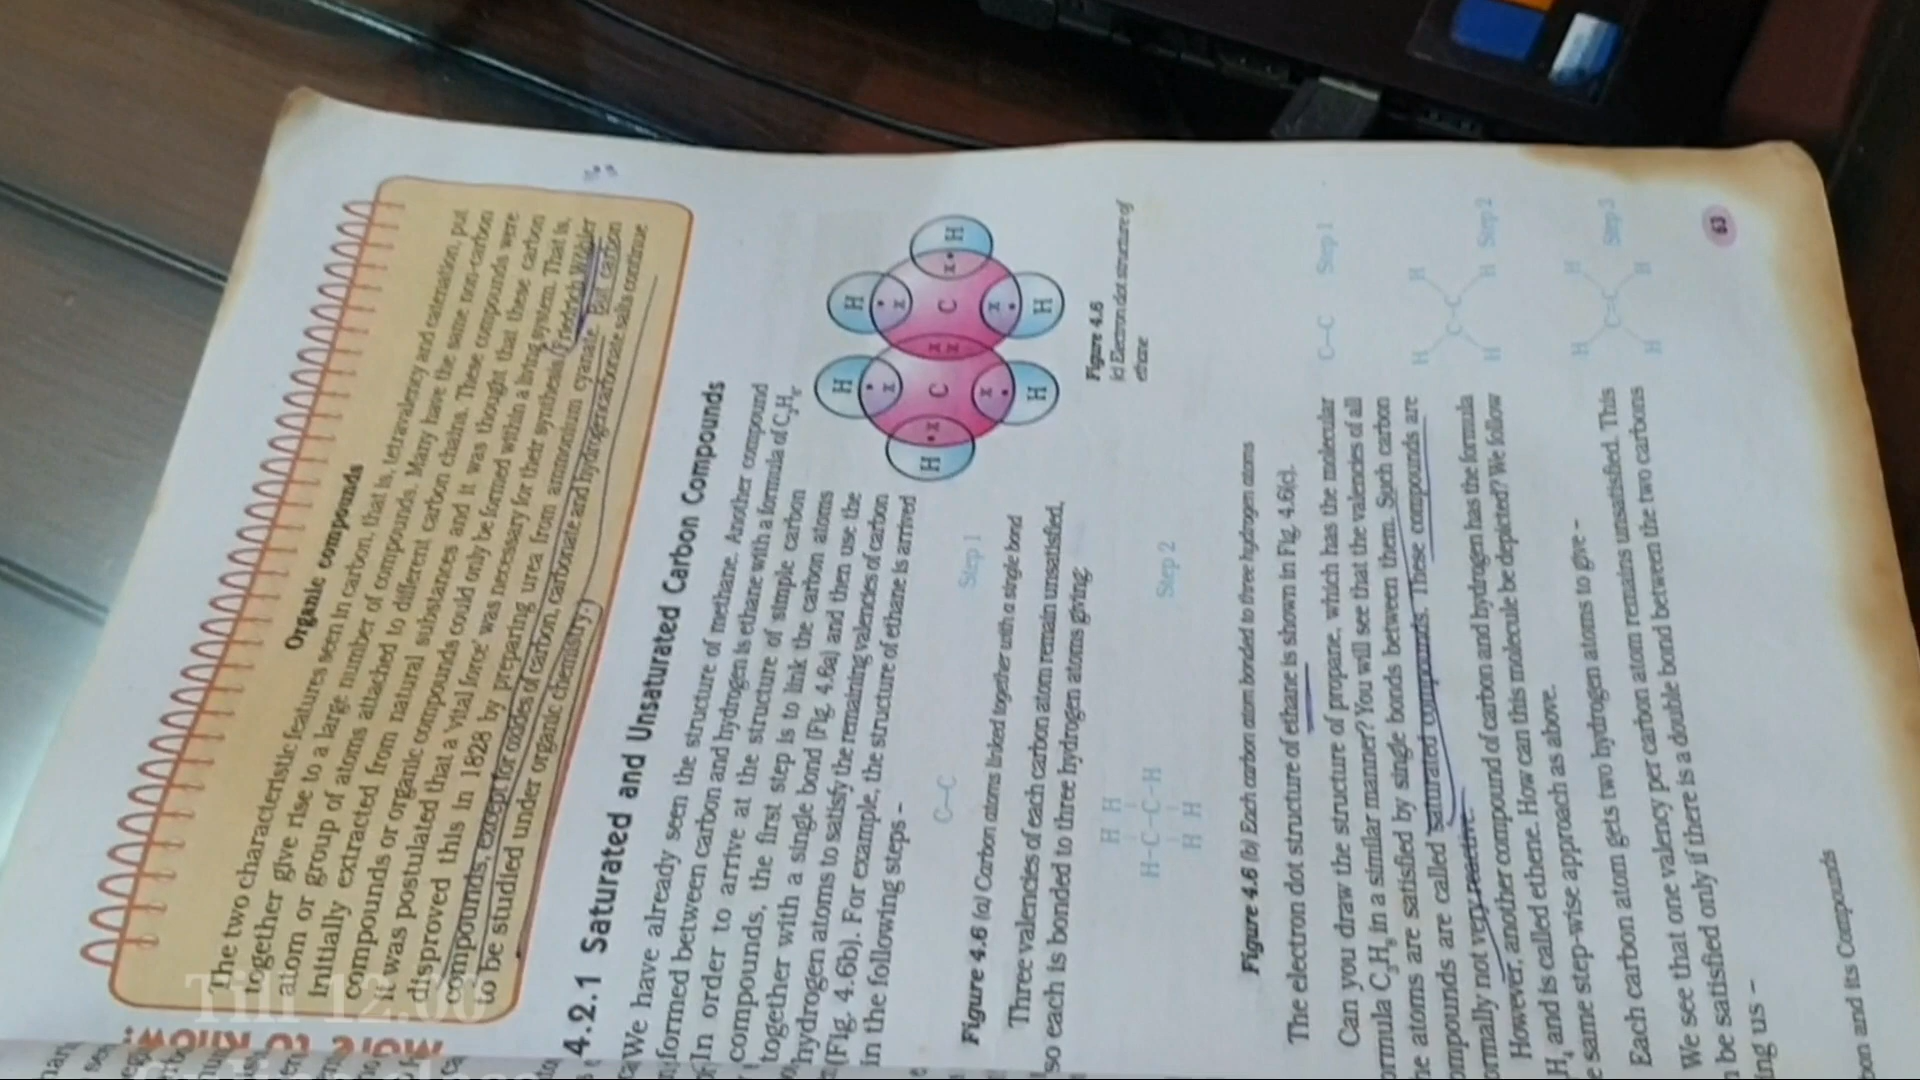 MORE TO KNOW!
Organic compounds
The two characteristic features seen in carbon, that is, tetravalency and catenation, put
together give rise to a large number of compounds. Many have the same non-carbon
atom or group of atoms attached to different carbon chains. These compounds were
initially extracted from natural substances and it was thought that these carbon
compounds or organic compounds could only be formed within a living system. That is,
it was postulated that a 'vital force' was necessary for their synthesis. Friedrich Wöhler
disproved this in 1828 by preparing urea from ammonium cyanate. But carbon
compounds, except for oxides of carbon, carbonate and hydrogencarbonate salts continue
to be studied under organic chemistry.
4.2.1 Saturated and Unsaturated Carbon Compounds
We have already seen the structure of methane. Another compound
formed between carbon and hydrogen is ethane with a formula of C₂H₆.
In order to arrive at the structure of simple carbon
compounds, the first step is to link the carbon atoms
together with a single bond (Fig. 4.6a) and then use the
hydrogen atoms to satisfy the remaining valencies of carbon
(Fig. 4.6b). For example, the structure of ethane is arrived
in the following steps –
C–C Step 1
Figure 4.6 (a) Carbon atoms linked together with a single bond
Three valencies of each carbon atom remain unsatisfied,
so each is bonded to three hydrogen atoms giving:
H H
H–C–C–H Step 2
H H
Figure 4.6 (b) Each carbon atom bonded to three hydrogen atoms
H H
H C C H
H H
Figure 4.6
(c) Electron dot structure of
ethane
The electron dot structure of ethane is shown in Fig. 4.6(c).
Can you draw the structure of propane, which has the molecular
ormula C₃H₈ in a similar manner? You will see that the valencies of all
he atoms are satisfied by single bonds between them. Such carbon
ompounds are called saturated compounds. These compounds are
ormally not very reactive.
However, another compound of carbon and hydrogen has the formula
H₄ and is called ethene. How can this molecule be depicted? We follow
e same step-wise approach as above.
C–C Step 1
Each carbon atom gets two hydrogen atoms to give –
H H
C–C
H H Step 2
We see that one valency per carbon atom remains unsatisfied. This
n be satisfied only if there is a double bond between the two carbons
ing us –
H H
C=C
H H Step 3
bon and its Compounds
63
Till 12.00
Online class